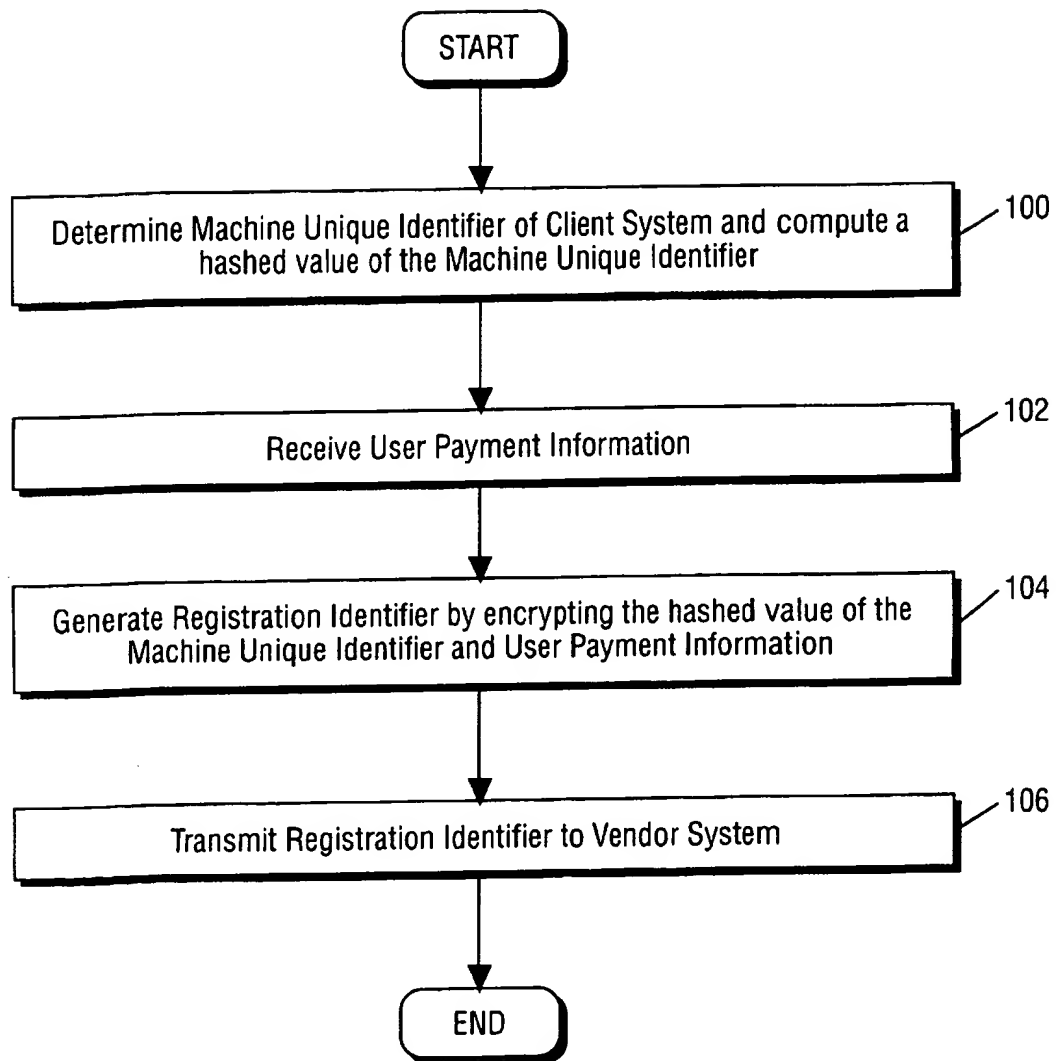 START
Determine Machine Unique Identifier of Client System and compute a
hashed value of the Machine Unique Identifier
100
Receive User Payment Information
102
Generate Registration Identifier by encrypting the hashed value of the
Machine Unique Identifier and User Payment Information
104
Transmit Registration Identifier to Vendor System
106
END